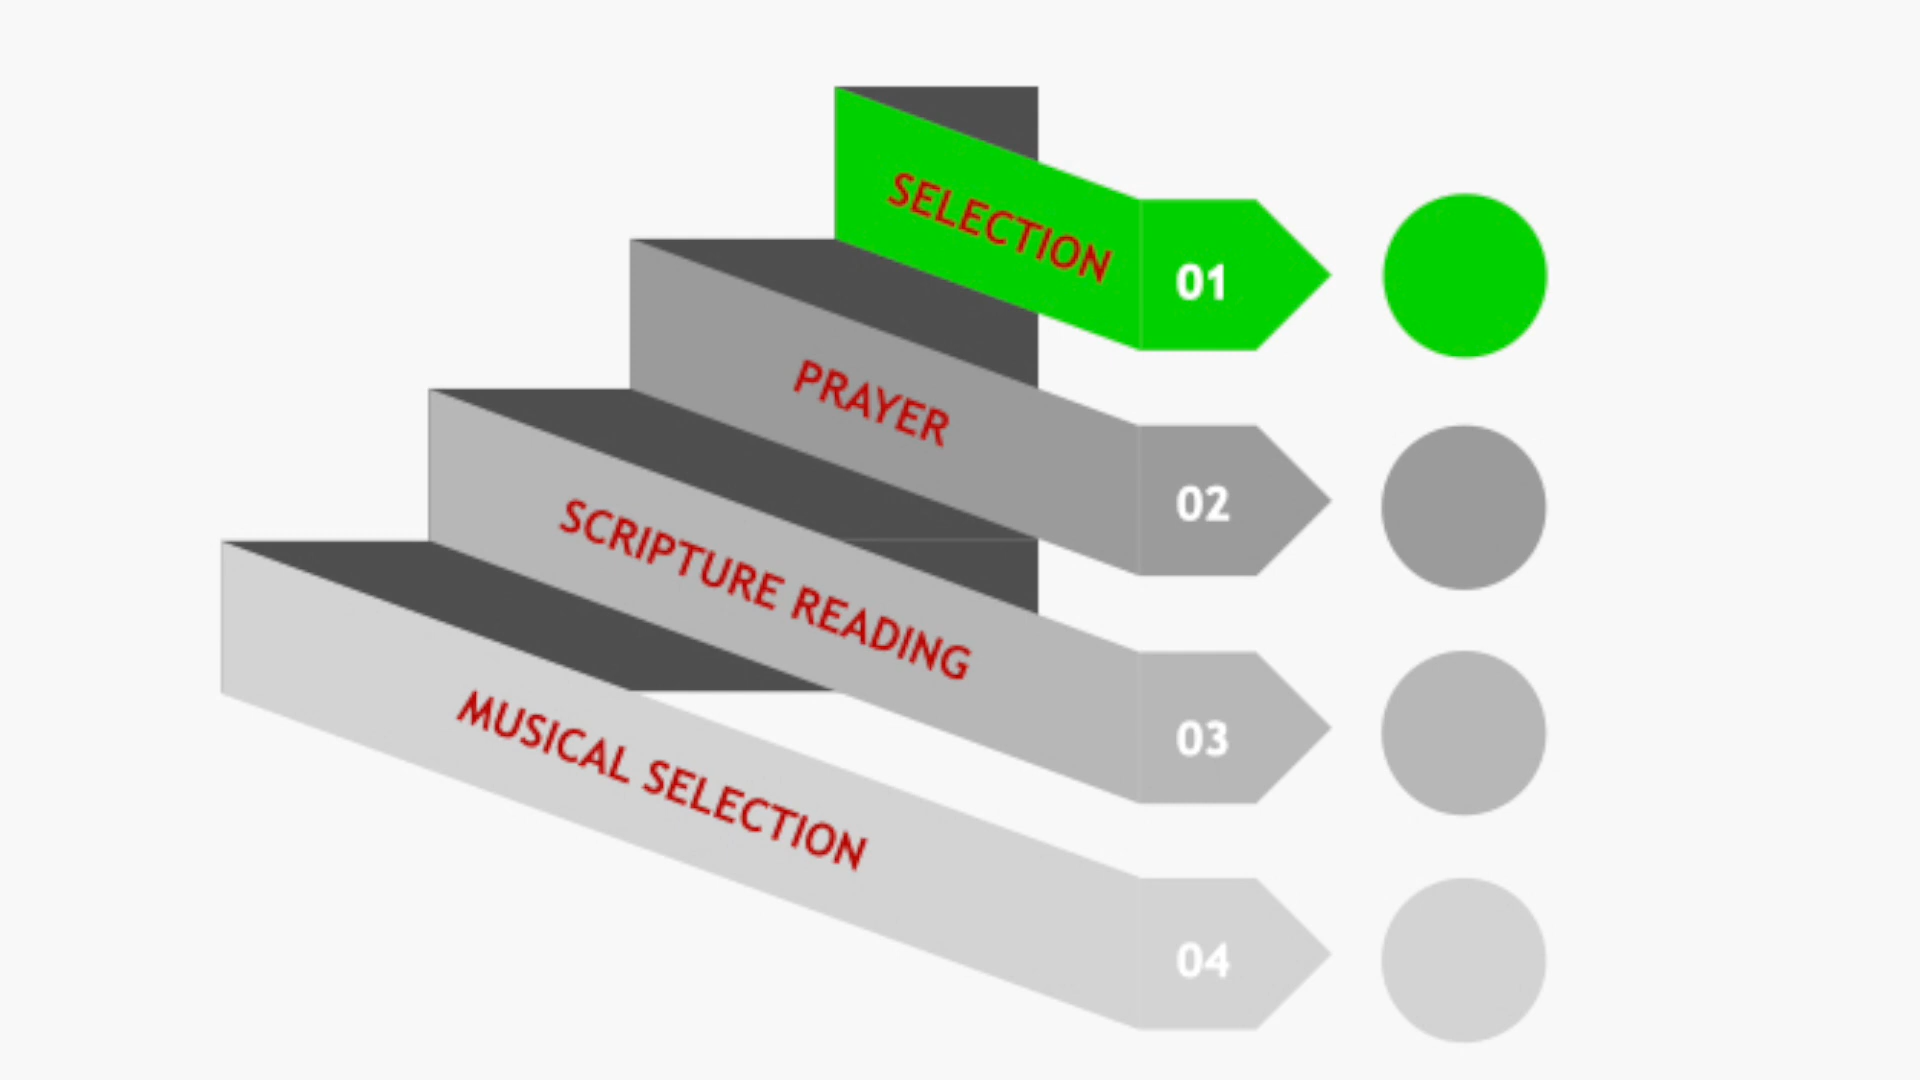 SELECTION
01
PRAYER
02
SCRIPTURE READING
03
MUSICAL SELECTION
04